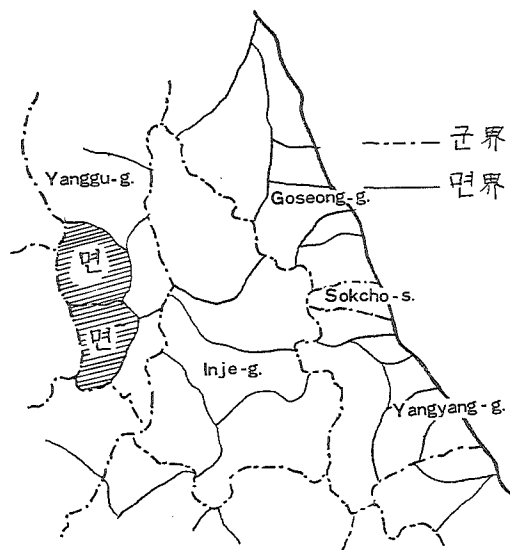 군界
면界
Yanggu-g.
Goseong-g.
면
Sokcho-s.
면
Inje-g.
Yangyang-g.